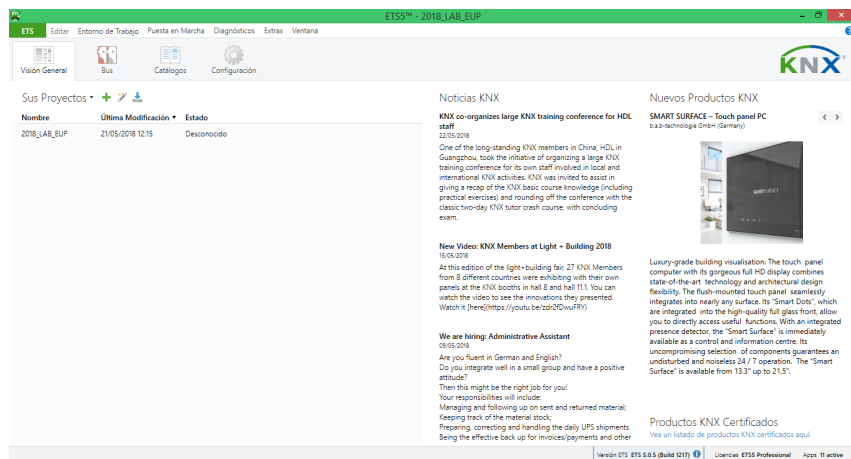 ETS5™ - 2018_LAB_EUP
ETS Editar Entorno de Trabajo Puesta en Marcha Diagnósticos Extras Ventana
Visión General Bus Catálogos Configuración
KNX
Sus Proyectos
Nombre Última Modificación Estado
2018_LAB_EUP 21/05/2018 12:15 Desconocido
Noticias KNX
KNX co-organizes large KNX training conference for HDL
staff
22/05/2018
One of the long-standing KNX members in China, HDL in
Guangzhou, took the initiative of organizing a large KNX
training conference for its own staff involved in local and
international KNX activities. KNX was invited to assist in
giving a recap of the KNX basic course knowledge (including
practical exercises) and rounding off the conference with the
classic two-day KNX tutor crash course, with concluding
exam.
New Video: KNX Members at Light + Building 2018
15/05/2018
At this edition of the light+building fair, 27 KNX Members
from 8 different countries were exhibiting with their own
panels at the KNX booths in hall 8 and hall 11.1. You can
watch the video to see the innovations they presented.
Watch it [here](https://youtu.be/zdr2fDwuFRY)
We are hiring: Administrative Assistant
09/05/2018
Are you fluent in German and English?
Do you integrate well in a small group and have a positive
attitude?
Then this might be the right job for you!
Your responsibilities will include:
Managing and following up on sent and returned material;
Keeping track of the material stock;
Preparing, correcting and handling the daily UPS shipments
Being the effective back up for invoices/payments and other
Nuevos Productos KNX
SMART SURFACE – Touch panel PC
b.a.b-technologie GmbH (Germany)
SMARTSURFACE
Luxury-grade building visualisation: The touch panel
computer with its gorgeous full HD display combines
state-of-the-art technology and architectural design
flexibility. The flush-mounted touch panel seamlessly
integrates into nearly any surface. Its "Smart Dots", which
are integrated into the high-quality full glass front, allow
you to directly access useful functions. With an integrated
presence detector, the "Smart Surface" is immediately
available as a control and information centre. Its
uncompromising selection of components guarantees an
undisturbed and noiseless 24 / 7 operation. The "Smart
Surface" is available from 13.3" up to 21.5".
Productos KNX Certificados
Vea un listado de productos KNX certificados aquí.
Versión ETS ETS 5.0.5 (Build 1217) Licencias ETS5 Professional Apps 11 active